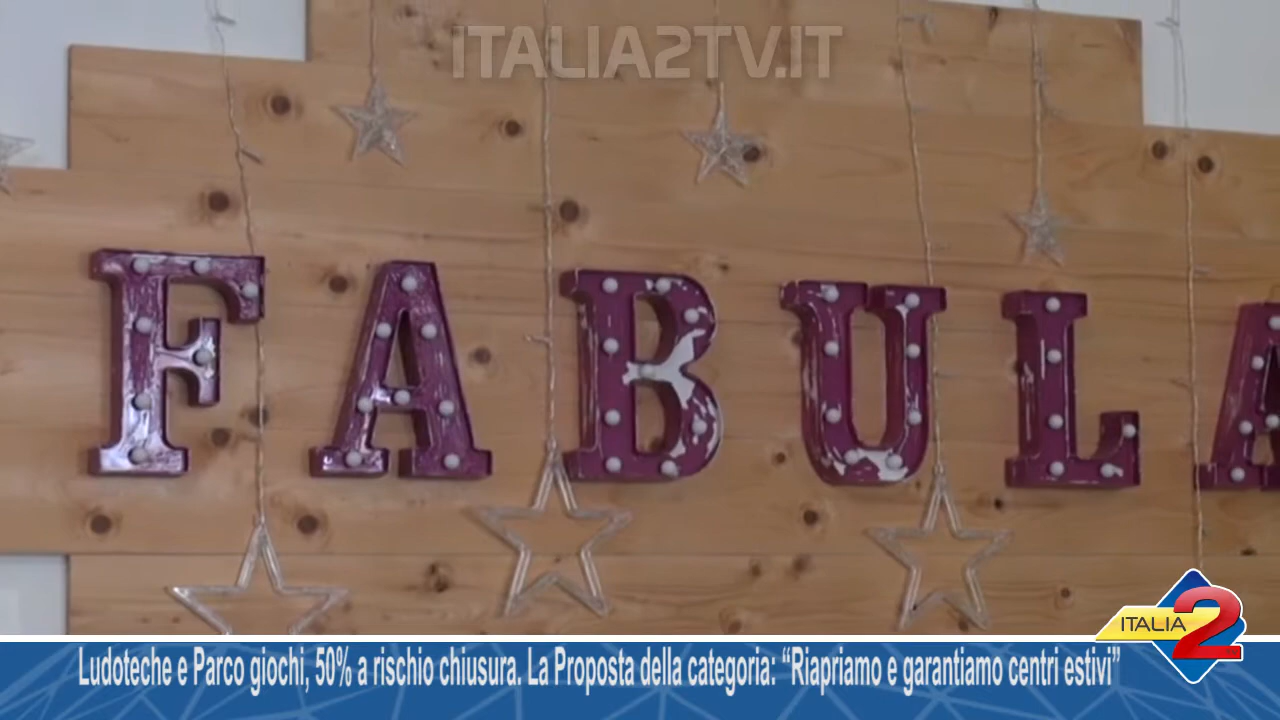 ITALIA2TV.IT
FABULA
ITALIA 2
Ludoteche e Parco giochi, 50% a rischio chiusura. La Proposta della categoria: “Riapriamo e garantiamo centri estivi”